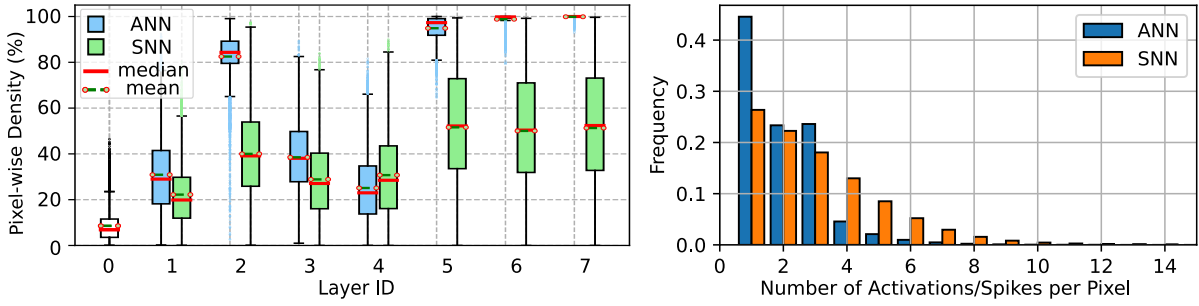 Pixel-wise Density (%)
100
80
60
40
20
0
ANN
SNN
median
mean
0 1 2 3 4 5 6 7
Layer ID
Frequency
0.4
0.3
0.2
0.1
0.0
ANN
SNN
0 2 4 6 8 10 12 14
Number of Activations/Spikes per Pixel